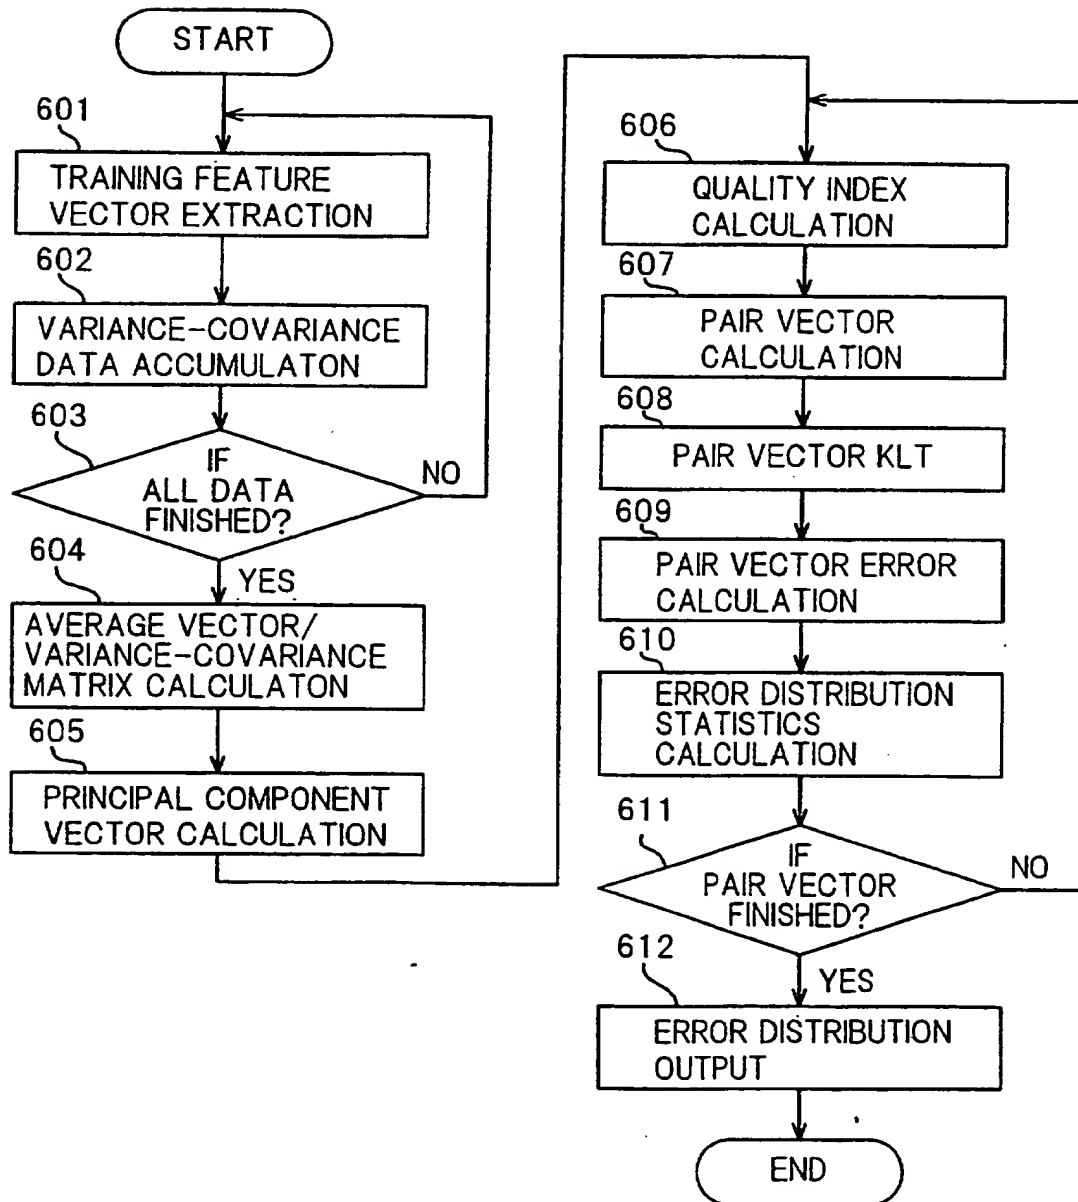 START
601
TRAINING FEATURE
VECTOR EXTRACTION
602
VARIANCE-COVARIANCE
DATA ACCUMULATON
603
IF
ALL DATA
FINISHED?
NO
604
YES
AVERAGE VECTOR/
VARIANCE-COVARIANCE
MATRIX CALCULATON
605
PRINCIPAL COMPONENT
VECTOR CALCULATION
606
QUALITY INDEX
CALCULATION
607
PAIR VECTOR
CALCULATION
608
PAIR VECTOR KLT
609
PAIR VECTOR ERROR
CALCULATION
610
ERROR DISTRIBUTION
STATISTICS
CALCULATION
611
IF
PAIR VECTOR
FINISHED?
NO
612
YES
ERROR DISTRIBUTION
OUTPUT
END